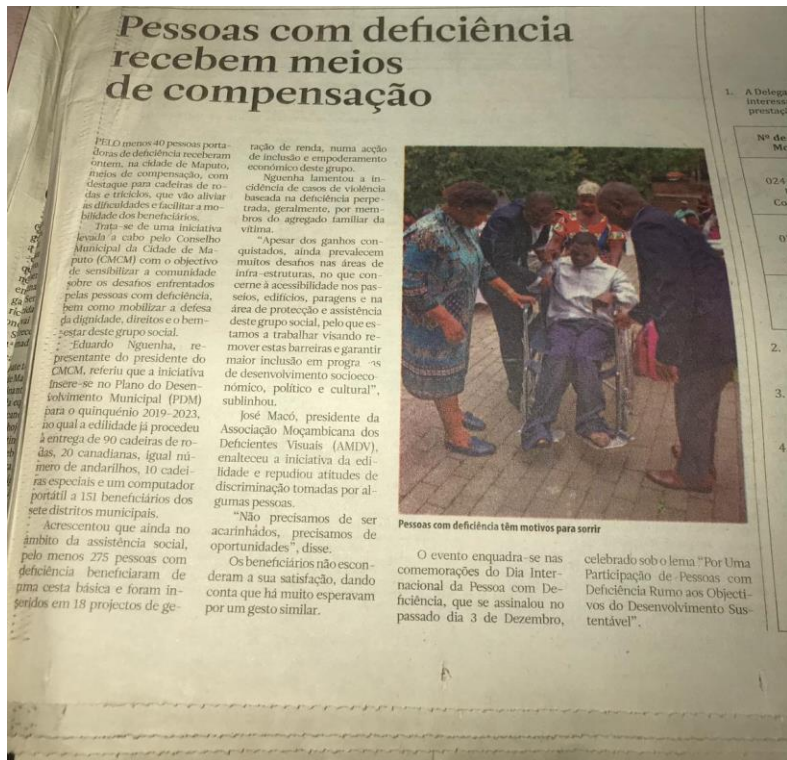 Pessoas com deficiência
recebem meios
de compensação
PELO menos 40 pessoas porta-
doras de deficiência receberam
ontem, na cidade de Maputo,
meios de compensação, com
destaque para cadeiras de ro-
das e triciclos, que vão aliviar
as dificuldades e facilitar a mo-
bilidade dos beneficiários.
Trata-se de uma iniciativa
levada a cabo pelo Conselho
Municipal da Cidade de Ma-
puto (CMCM) com o objectivo
de sensibilizar a comunidade
sobre os desafios enfrentados
pelas pessoas com deficiência,
bem como mobilizar a defesa
da dignidade, direitos e o bem-
estar deste grupo social.
Eduardo Nguenha, re-
presentante do presidente do
CMCM, referiu que a iniciativa
insere-se no Plano do Desen-
volvimento Municipal (PDM)
para o quinquénio 2019-2023,
no qual a edilidade já procedeu
à entrega de 90 cadeiras de ro-
das, 20 canadianas, igual nú-
mero de andarilhos, 10 cadei-
ras especiais e um computador
portátil a 151 beneficiários dos
sete distritos municipais.
Acrescentou que ainda no
âmbito da assistência social,
pelo menos 275 pessoas com
deficiência beneficiaram de
uma cesta básica e foram in-
seridos em 18 projectos de ge-
ração de renda, numa acção
de inclusão e empoderamento
económico deste grupo.
Nguenha lamentou a in-
cidência de casos de violência
baseada na deficiência perpe-
trada, geralmente, por mem-
bros do agregado familiar da
vítima.
"Apesar dos ganhos con-
quistados, ainda prevalecem
muitos desafios nas áreas de
infra-estruturas, no que con-
cerne à acessibilidade nos pas-
seios, edifícios, paragens e na
área de protecção e assistência
deste grupo social, pelo que es-
tamos a trabalhar visando re-
mover estas barreiras e garantir
maior inclusão em progra as
de desenvolvimento socioeco-
nómico, político e cultural",
sublinhou.
José Macó, presidente da
Associação Moçambicana dos
Deficientes Visuais (AMDV),
enalteceu a iniciativa da edi-
lidade e repudiou atitudes de
discriminação tomadas por al-
gumas pessoas.
"Não precisamos de ser
acarinhados, precisamos de
oportunidades", disse.
Os beneficiários não escon-
deram a sua satisfação, dando
conta que há muito esperavam
por um gesto similar.
Pessoas com deficiência têm motivos para sorrir
O evento enquadra-se nas
comemorações do Dia Inter-
nacional da Pessoa com De-
ficiência, que se assinalou no
passado dia 3 de Dezembro,
celebrado sob o lema "Por Uma
Participação de Pessoas com
Deficiência Rumo aos Objecti-
vos do Desenvolvimento Sus-
tentável".
1. A Delega
interess
prestaç
Nº de
Mo
024
Co
0
2.
3.
4